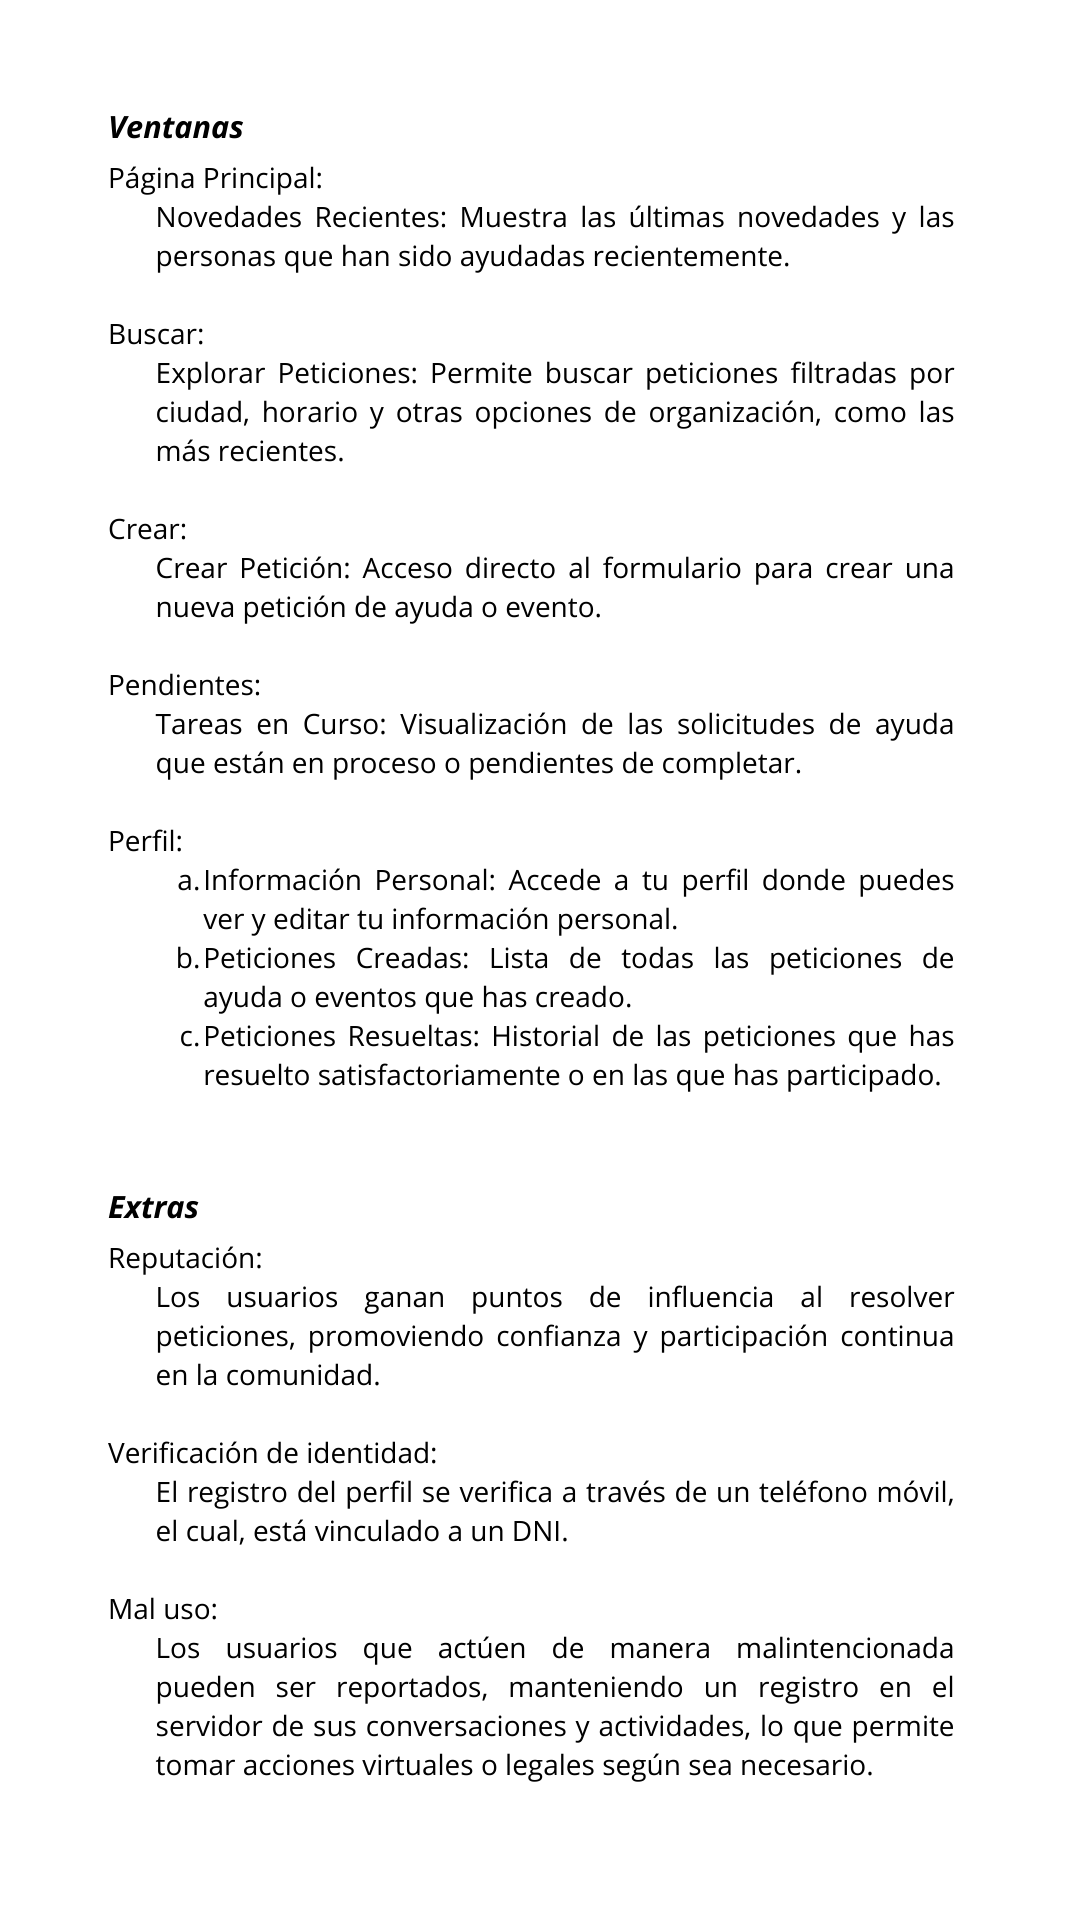 Ventanas
Página Principal:
Novedades Recientes: Muestra las últimas novedades y las
personas que han sido ayudadas recientemente.
Buscar:
Explorar Peticiones: Permite buscar peticiones filtradas por
ciudad, horario y otras opciones de organización, como las
más recientes.
Crear:
Crear Petición: Acceso directo al formulario para crear una
nueva petición de ayuda o evento.
Pendientes:
Tareas en Curso: Visualización de las solicitudes de ayuda
que están en proceso o pendientes de completar.
Perfil:
a. Información Personal: Accede a tu perfil donde puedes
ver y editar tu información personal.
b. Peticiones Creadas: Lista de todas las peticiones de
ayuda o eventos que has creado.
c. Peticiones Resueltas: Historial de las peticiones que has
resuelto satisfactoriamente o en las que has participado.
Extras
Reputación:
Los usuarios ganan puntos de influencia al resolver
peticiones, promoviendo confianza y participación continua
en la comunidad.
Verificación de identidad:
El registro del perfil se verifica a través de un teléfono móvil,
el cual, está vinculado a un DNI.
Mal uso:
Los usuarios que actúen de manera malintencionada
pueden ser reportados, manteniendo un registro en el
servidor de sus conversaciones y actividades, lo que permite
tomar acciones virtuales o legales según sea necesario.